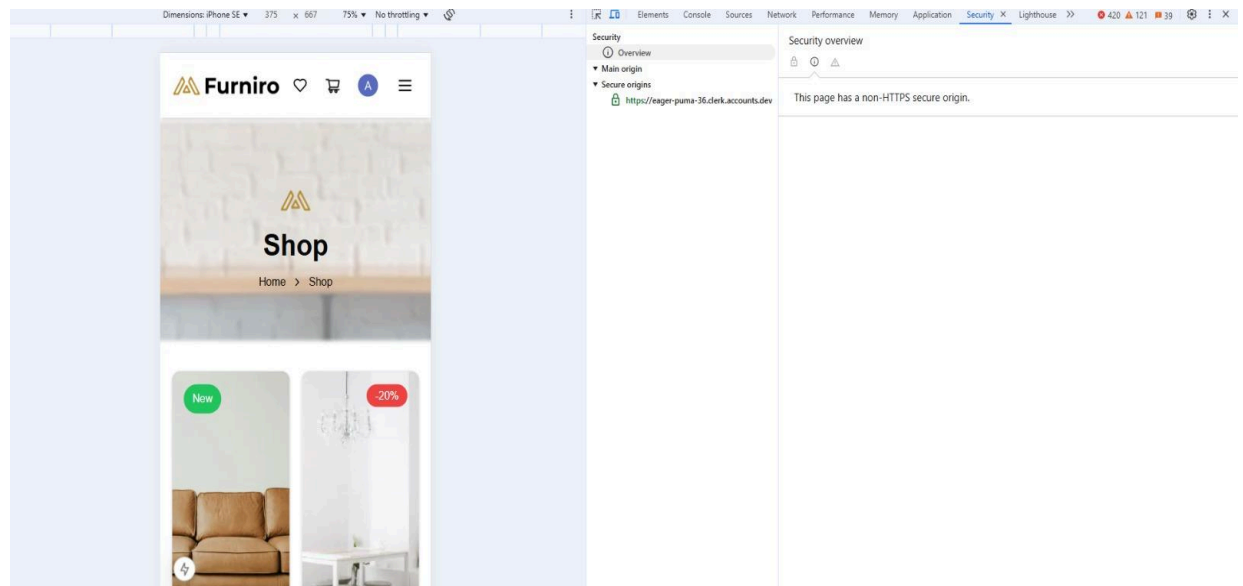 Dimensions: iPhone SE ▼ 375 x 667 75% ▼ No throttling ▼
Elements Console Sources Network Performance Memory Application Security × Lighthouse >> 420 121 39
Security
Overview
▼ Main origin
▼ Secure origins
https://eager-puma-36.clerk.accounts.dev
Security overview
This page has a non-HTTPS secure origin.
Furniro A
Shop
Home > Shop
New
-20%